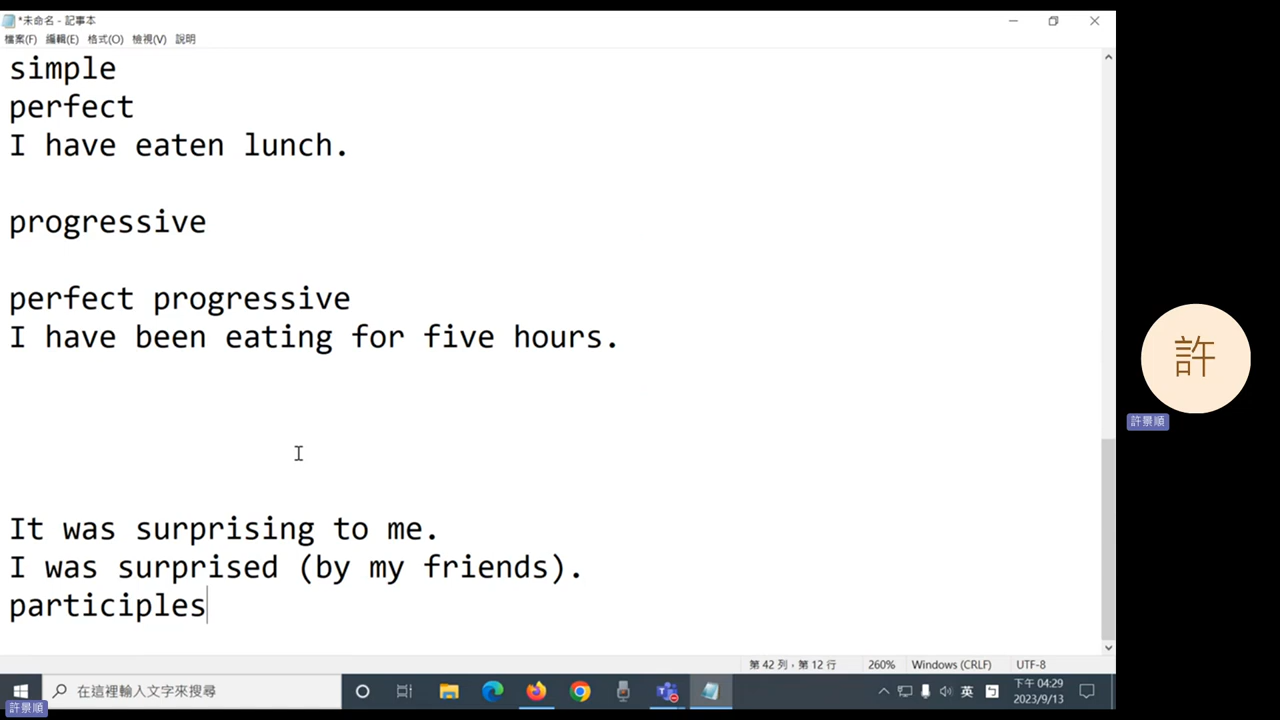 *未命名 - 記事本
檔案(F) 編輯(E) 格式(O) 檢視(V) 說明
simple
perfect
I have eaten lunch.
progressive
perfect progressive
I have been eating for five hours.
It was surprising to me.
I was surprised (by my friends).
participles
許
許景順
第 42 列，第 12 行 260% Windows (CRLF) UTF-8
在這裡輸入文字來搜尋
英
下午 04:29
2023/9/13
許景順